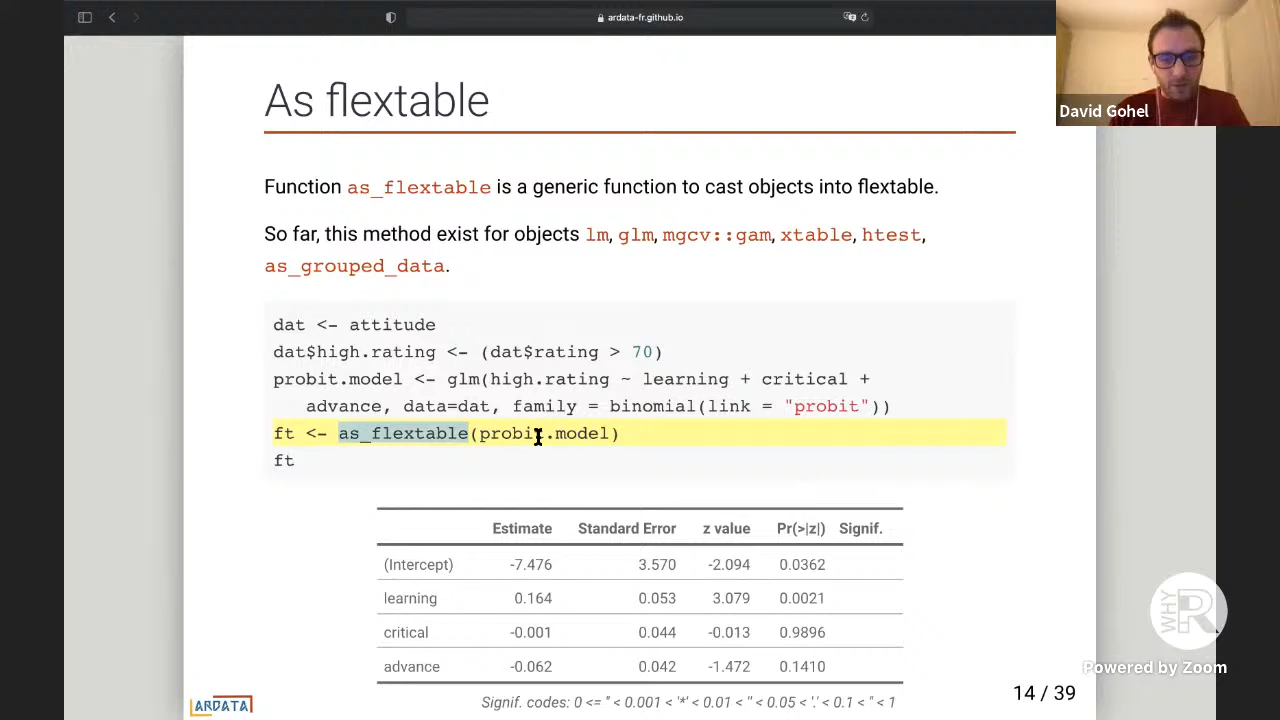 ardata-fr.github.io
David Gohel
As flextable
Function as_flextable is a generic function to cast objects into flextable.
So far, this method exist for objects lm, glm, mgcv::gam, xtable, htest,
as_grouped_data.
dat <- attitude
dat$high.rating <- (dat$rating > 70)
probit.model <- glm(high.rating ~ learning + critical +
advance, data=dat, family = binomial(link = "probit"))
ft <- as_flextable(probit.model)
ft
Estimate Standard Error z value Pr(>|z|) Signif.
(Intercept) -7.476 3.570 -2.094 0.0362
learning 0.164 0.053 3.079 0.0021
critical -0.001 0.044 -0.013 0.9896
advance -0.062 0.042 -1.472 0.1410
Signif. codes: 0 <= '' < 0.001 < '*' < 0.01 < '' < 0.05 < '.' < 0.1 < '' < 1
WHY R
Powered by Zoom
14 / 39
ARDATA